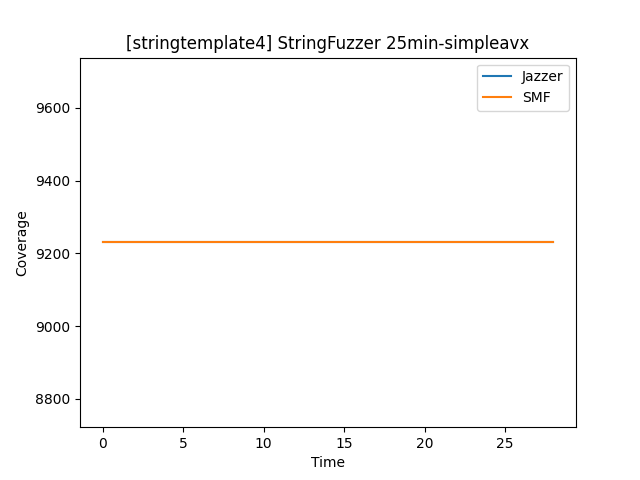 [stringtemplate4] StringFuzzer 25min-simpleavx
Jazzer
SMF
Coverage
9600
9400
9200
9000
8800
0 5 10 15 20 25
Time